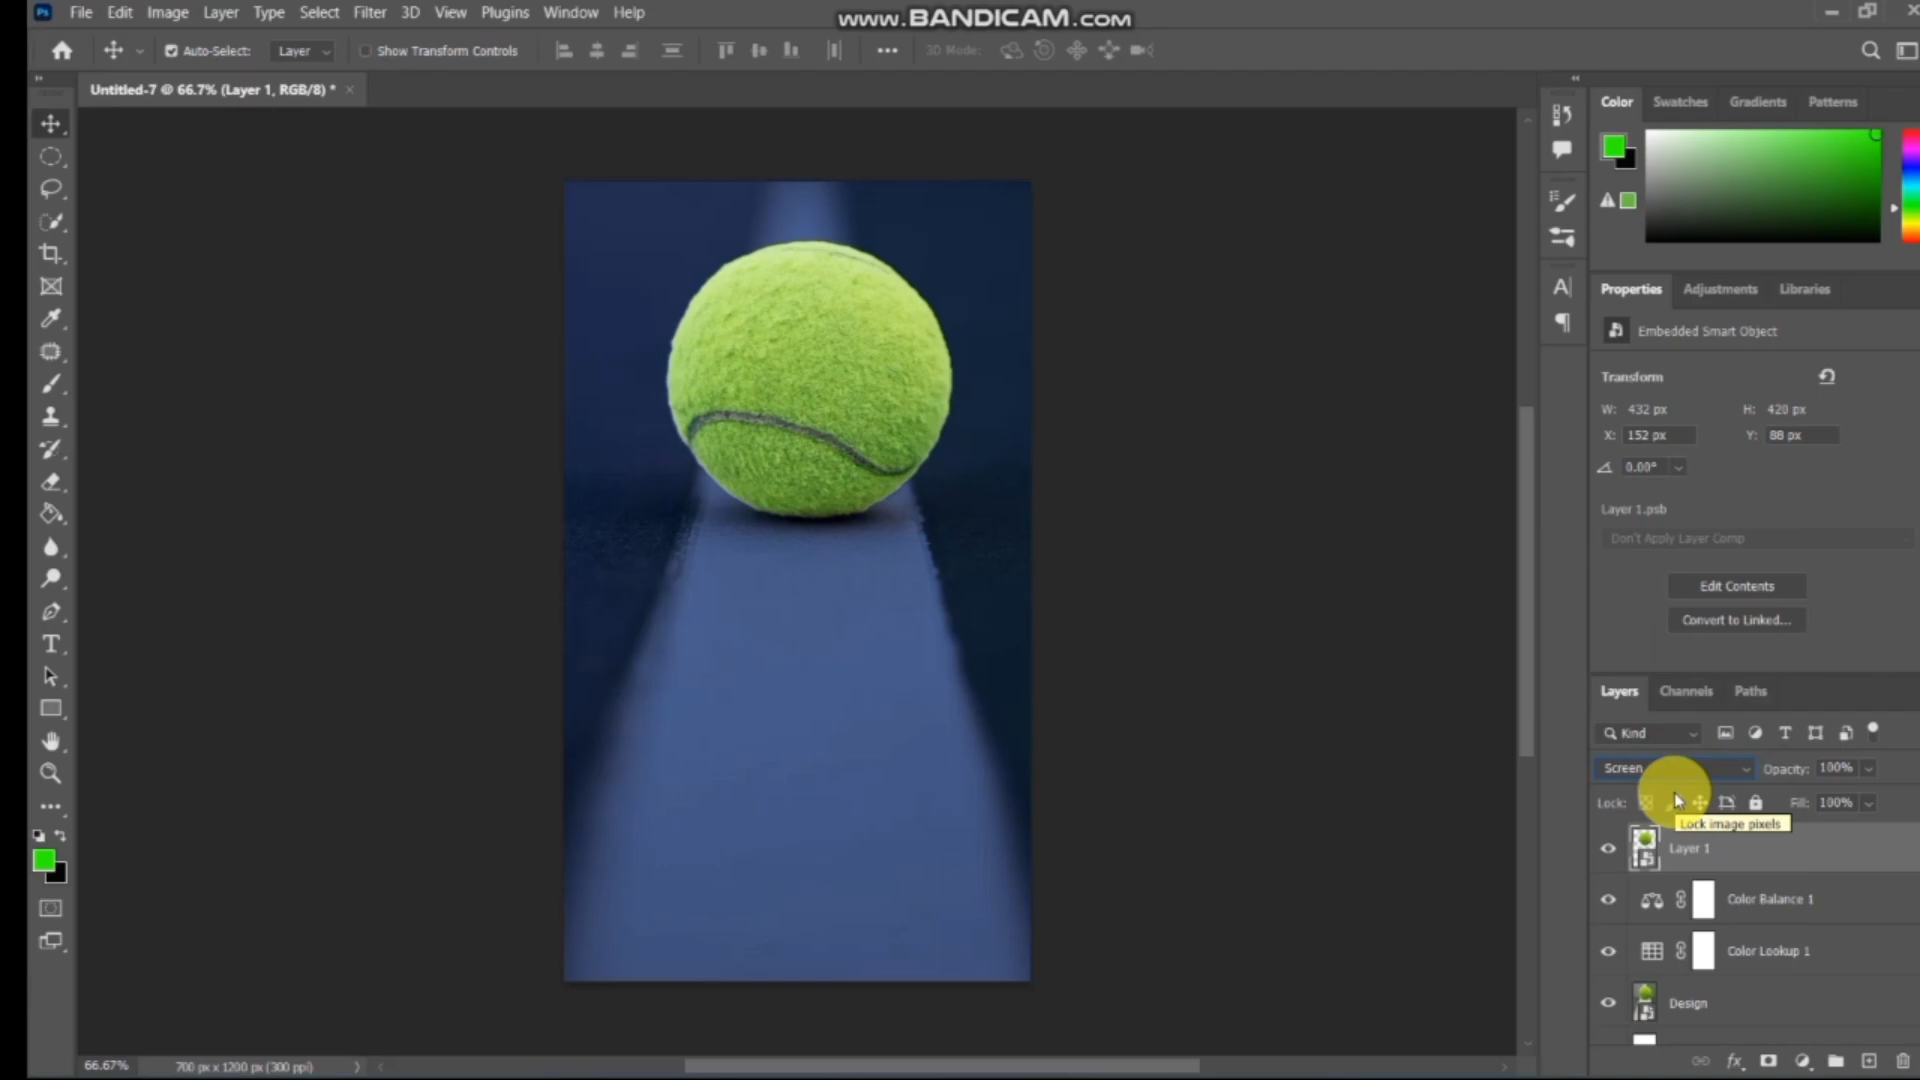 Ps File Edit Image Layer Type Select Filter 3D View Plugins Window Help
www.BANDICAM.com
Auto-Select: Layer Show Transform Controls ••• 3D Mode:
Untitled-7 @ 66.7% (Layer 1, RGB/8) * ×
Color Swatches Gradients Patterns
Properties Adjustments Libraries
Embedded Smart Object
Transform
W: 432 px H: 420 px
X: 152 px Y: 88 px
0.00°
Layer 1.psb
Don't Apply Layer Comp
Edit Contents
Convert to Linked...
Layers Channels Paths
Kind
Screen Opacity: 100%
Lock: Fill: 100%
Lock image pixels
Layer 1
Color Balance 1
Color Lookup 1
Design
fx
66.67% 700 px x 1200 px (300 ppi)